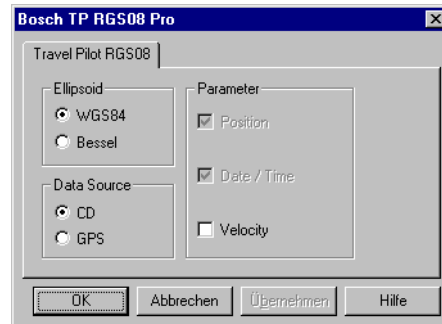 Bosch TP RGS08 Pro
Travel Pilot RGS08
Ellipsoid
WGS84
Bessel
Data Source
CD
GPS
Parameter
Position
Date / Time
Velocity
OK
Abbrechen
Übernehmen
Hilfe